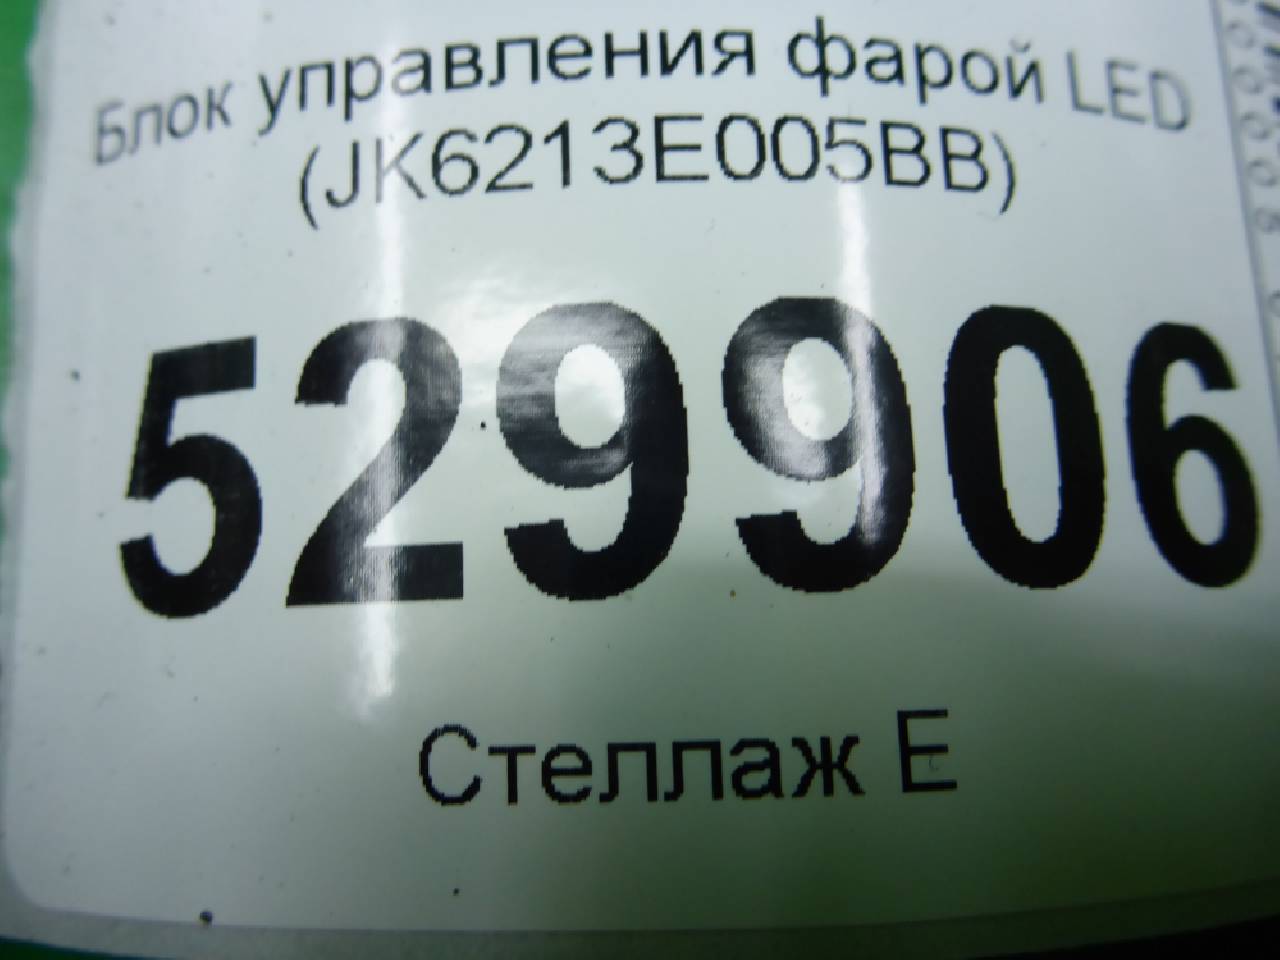 Блок управления фарой LED
(JK6213E005BB)
529906
Стеллаж Е